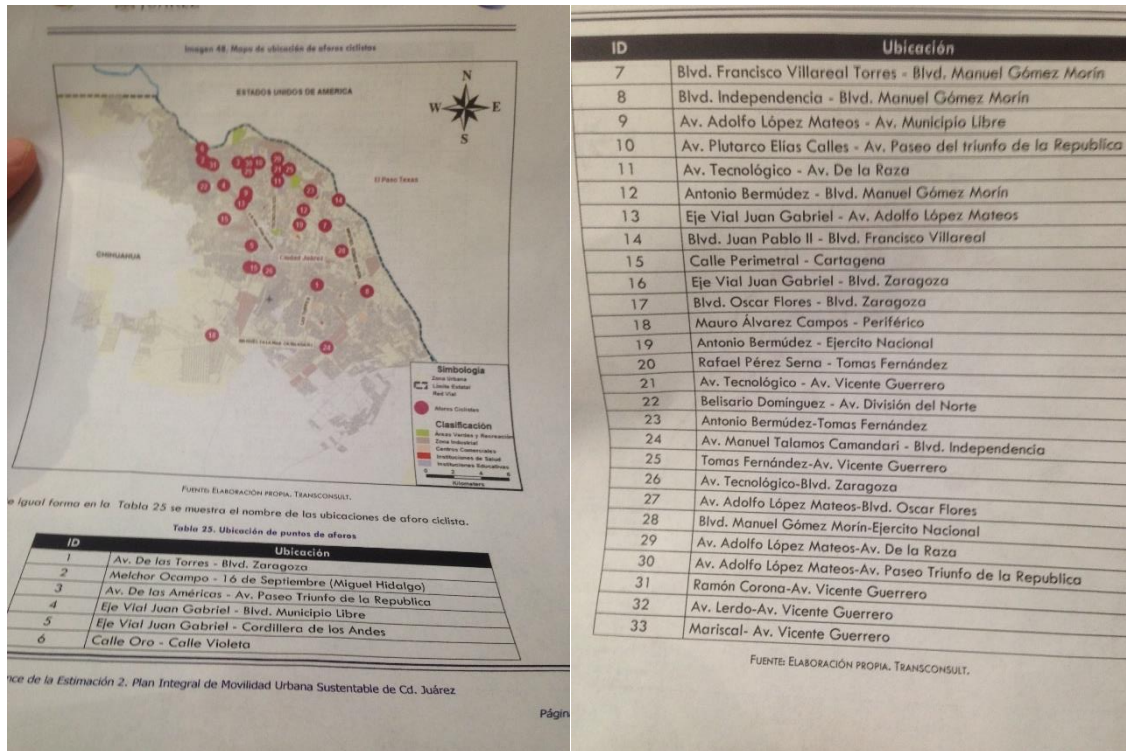 Imagen 48. Mapa de ubicación de aforos ciclistas
N
ESTADOS UNIDOS DE AMERICA
W
E
S
El Paso Texas
CHIHUAHUA
Ciudad Juárez
Simbología
Zona Urbana
Límite Estatal
Red Vial
Aforos Ciclistas
Clasificación
Áreas Verdes y Recreación
Zona Industrial
Centros Comerciales
Instituciones de Salud
Instituciones Educativas
Kilometers
FUENTE: ELABORACIÓN PROPIA. TRANSCONSULT.
e igual forma en la Tabla 25 se muestra el nombre de las ubicaciones de aforo ciclista.
Tabla 25. Ubicación de puntos de aforos
ID Ubicación
1 Av. De las Torres - Blvd. Zaragoza
2 Melchor Ocampo - 16 de Septiembre (Miguel Hidalgo)
3 Av. De las Américas - Av. Paseo Triunfo de la Republica
4 Eje Vial Juan Gabriel - Blvd. Municipio Libre
5 Eje Vial Juan Gabriel - Cordillera de los Andes
6 Calle Oro - Calle Violeta
nce de la Estimación 2. Plan Integral de Movilidad Urbana Sustentable de Cd. Juárez
Págin
ID Ubicación
7 Blvd. Francisco Villareal Torres - Blvd. Manuel Gómez Morín
8 Blvd. Independencia - Blvd. Manuel Gómez Morín
9 Av. Adolfo López Mateos - Av. Municipio Libre
10 Av. Plutarco Elías Calles - Av. Paseo del triunfo de la Republica
11 Av. Tecnológico - Av. De la Raza
12 Antonio Bermúdez - Blvd. Manuel Gómez Morín
13 Eje Vial Juan Gabriel - Av. Adolfo López Mateos
14 Blvd. Juan Pablo II - Blvd. Francisco Villareal
15 Calle Perimetral - Cartagena
16 Eje Vial Juan Gabriel - Blvd. Zaragoza
17 Blvd. Oscar Flores - Blvd. Zaragoza
18 Mauro Álvarez Campos - Periférico
19 Antonio Bermúdez - Ejercito Nacional
20 Rafael Pérez Serna - Tomas Fernández
21 Av. Tecnológico - Av. Vicente Guerrero
22 Belisario Domínguez - Av. División del Norte
23 Antonio Bermúdez-Tomas Fernández
24 Av. Manuel Talamos Camandari - Blvd. Independencia
25 Tomas Fernández-Av. Vicente Guerrero
26 Av. Tecnológico-Blvd. Zaragoza
27 Av. Adolfo López Mateos-Blvd. Oscar Flores
28 Blvd. Manuel Gómez Morín-Ejercito Nacional
29 Av. Adolfo López Mateos-Av. De la Raza
30 Av. Adolfo López Mateos-Av. Paseo Triunfo de la Republica
31 Ramón Corona-Av. Vicente Guerrero
32 Av. Lerdo-Av. Vicente Guerrero
33 Mariscal- Av. Vicente Guerrero
FUENTE: ELABORACIÓN PROPIA. TRANSCONSULT.